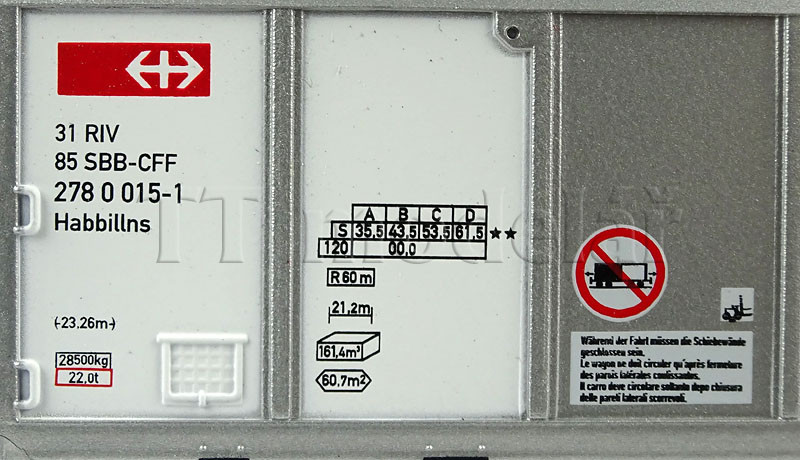 31 RIV
85 SBB-CFF
278 0 015-1
Habbillns
(-23.26m-)
28500kg
22,0t
A B C D
S 35,5 43,5 53,5 61,5 ★★
120 00,0
R 60 m
21,2m
161,4m³
60,7m²
Während der Fahrt müssen die Schiebewände
geschlossen sein.
Le wagon ne doit circuler qu'après fermeture
des parois latérales coulissantes.
Il carro deve circolare soltanto depo chiusura
delle pareti laterali scorrevoli.
TTmodelář